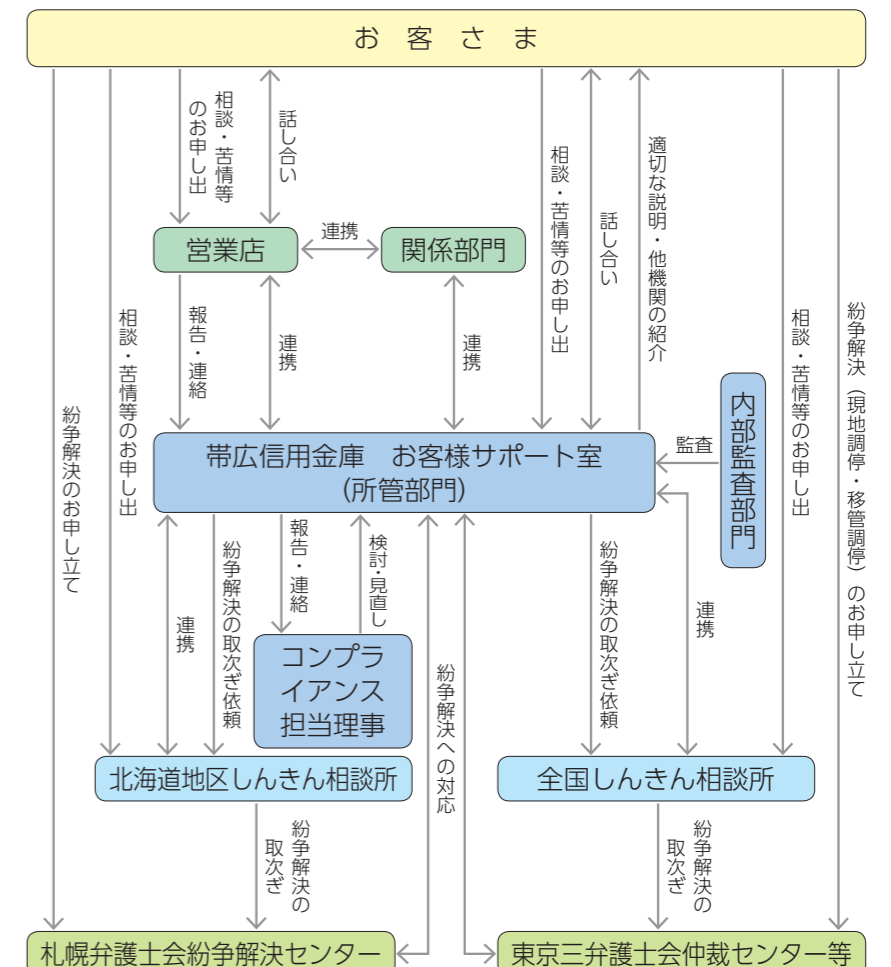 お客さま
相談・苦情等
のお申し出
話し合い
相談・苦情等のお申し出
話し合い
適切な説明・他機関の紹介
営業店
連携
関係部門
報告・連絡
連携
連携
相談・苦情等のお申し出
紛争解決のお申し立て
相談・苦情等のお申し出
紛争解決（現地調停・移管調停）のお申し立て
内部監査部門
監査
帯広信用金庫　お客様サポート室
(所管部門)
連携
紛争解決の取次ぎ依頼
報告・連絡
検討・見直し
紛争解決への対応
紛争解決の取次ぎ依頼
連携
コンプラ
イアンス
担当理事
北海道地区しんきん相談所
全国しんきん相談所
紛争解決の
取次ぎ
紛争解決の
取次ぎ
札幌弁護士会紛争解決センター
東京三弁護士会仲裁センター等